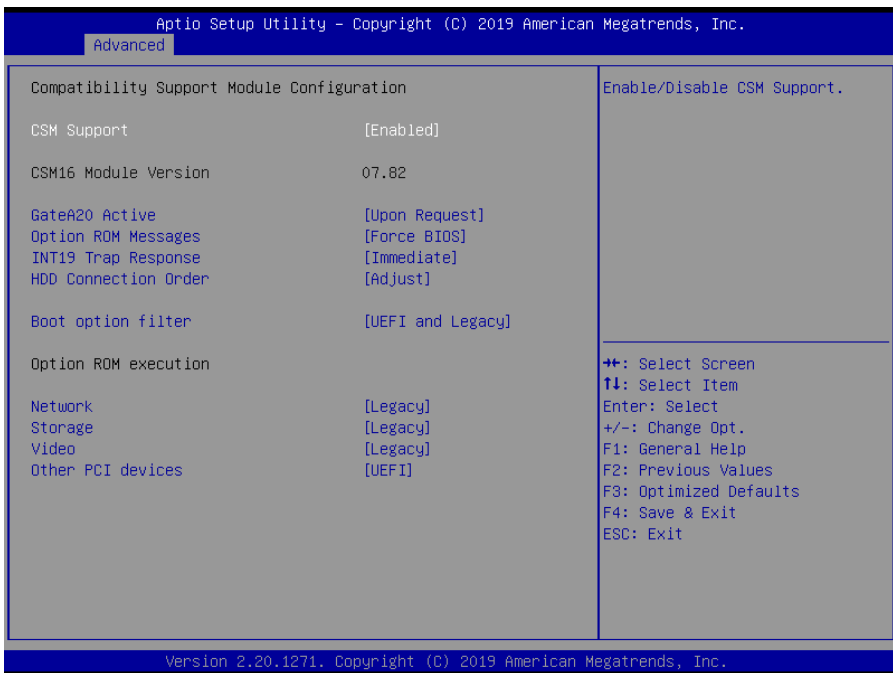 Aptio Setup Utility – Copyright (C) 2019 American Megatrends, Inc.
Advanced
Compatibility Support Module Configuration
CSM Support [Enabled]
CSM16 Module Version 07.82
GateA20 Active [Upon Request]
Option ROM Messages [Force BIOS]
INT19 Trap Response [Immediate]
HDD Connection Order [Adjust]
Boot option filter [UEFI and Legacy]
Option ROM execution
Network [Legacy]
Storage [Legacy]
Video [Legacy]
Other PCI devices [UEFI]
Enable/Disable CSM Support.
→←: Select Screen
↑↓: Select Item
Enter: Select
+/-: Change Opt.
F1: General Help
F2: Previous Values
F3: Optimized Defaults
F4: Save & Exit
ESC: Exit
Version 2.20.1271. Copyright (C) 2019 American Megatrends, Inc.